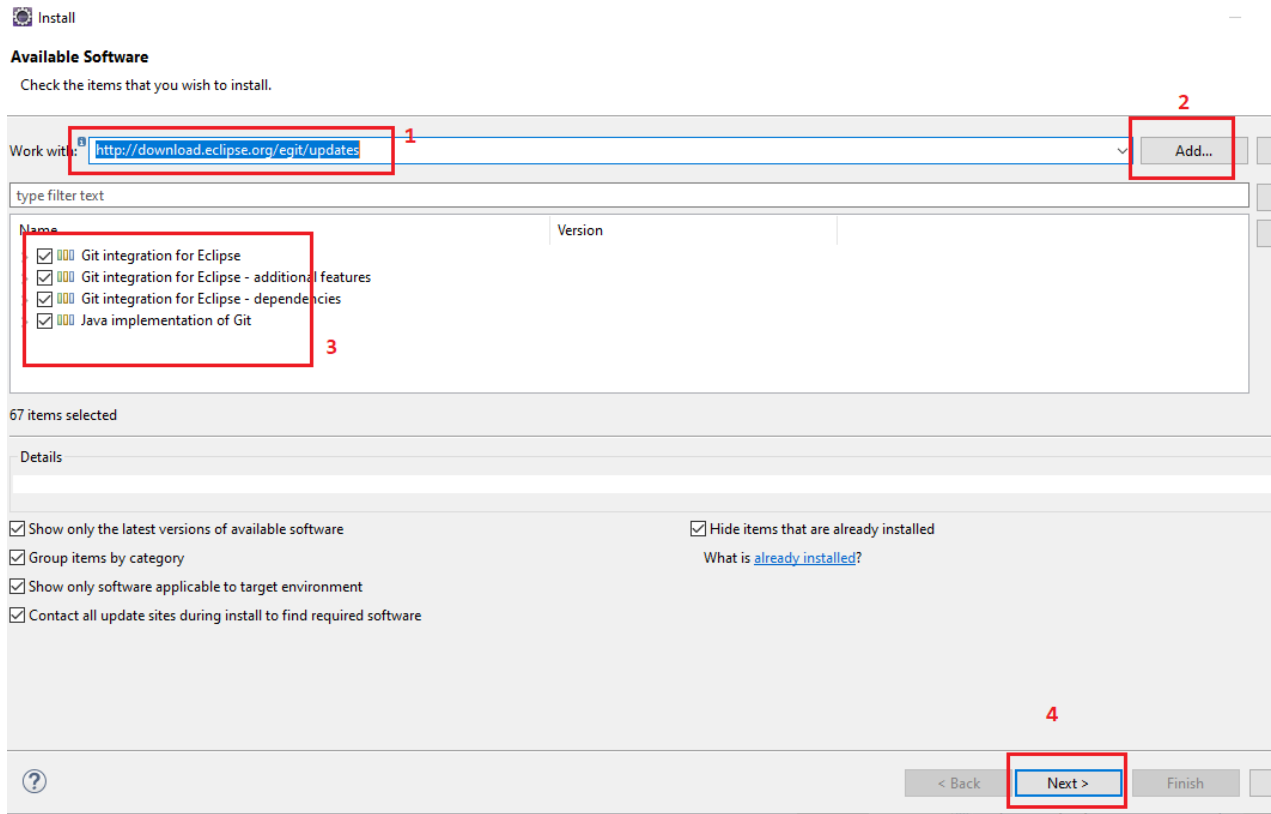 Install
Available Software
Check the items that you wish to install.
2
1
Work with: http://download.eclipse.org/egit/updates Add...
type filter text
Name Version
Git integration for Eclipse
Git integration for Eclipse - additional features
Git integration for Eclipse - dependencies
Java implementation of Git
3
67 items selected
Details
Show only the latest versions of available software Hide items that are already installed
Group items by category What is already installed?
Show only software applicable to target environment
Contact all update sites during install to find required software
4
? < Back Next > Finish